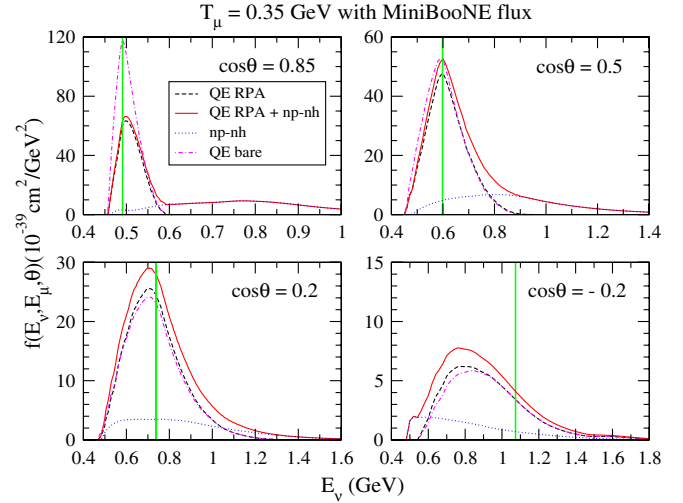 T_μ = 0.35 GeV with MiniBooNE flux
120
90
60
30
0
cosθ = 0.85
QE RPA
QE RPA + np-nh
np-nh
QE bare
0.4 0.5 0.6 0.7 0.8 0.9 1
60
40
20
0
cosθ = 0.5
0.4 0.6 0.8 1 1.2 1.4
f(E_ν,E_μ,θ)(10^-39 cm^2/GeV^2)
30
20
10
0
cosθ = 0.2
0.4 0.6 0.8 1 1.2 1.4 1.6
15
10
5
0
cosθ = - 0.2
0.4 0.6 0.8 1 1.2 1.4 1.6 1.8
E_ν (GeV)